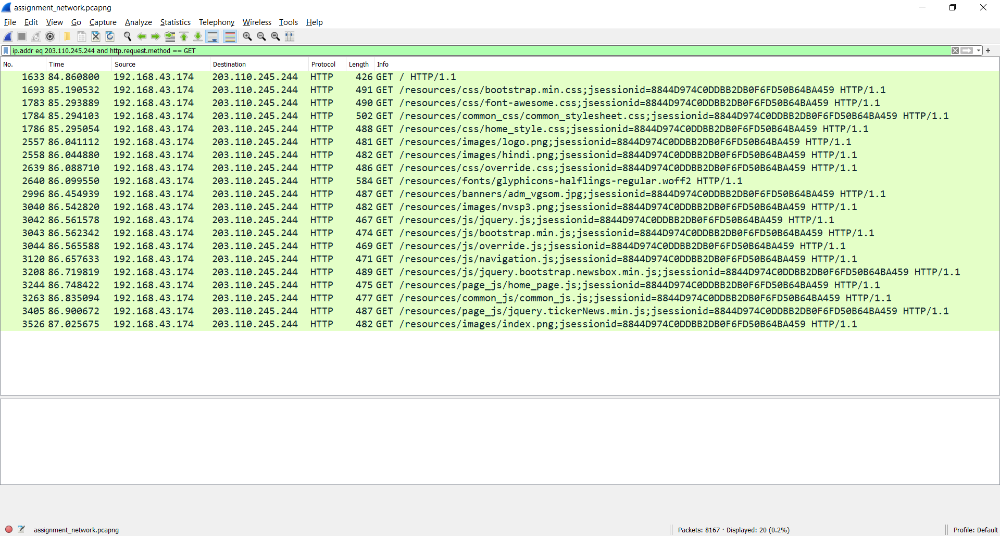 assignment_network.pcapng
File Edit View Go Capture Analyze Statistics Telephony Wireless Tools Help
ip.addr eq 203.110.245.244 and http.request.method == GET
No. Time Source Destination Protocol Length Info
1633 84.860800 192.168.43.174 203.110.245.244 HTTP 426 GET / HTTP/1.1
1693 85.190532 192.168.43.174 203.110.245.244 HTTP 491 GET /resources/css/bootstrap.min.css;jsessionid=8844D974C0DDBB2DB0F6FD50B64BA459 HTTP/1.1
1783 85.293889 192.168.43.174 203.110.245.244 HTTP 490 GET /resources/css/font-awesome.css;jsessionid=8844D974C0DDBB2DB0F6FD50B64BA459 HTTP/1.1
1784 85.294103 192.168.43.174 203.110.245.244 HTTP 502 GET /resources/common_css/common_stylesheet.css;jsessionid=8844D974C0DDBB2DB0F6FD50B64BA459 HTTP/1.1
1786 85.295054 192.168.43.174 203.110.245.244 HTTP 488 GET /resources/css/home_style.css;jsessionid=8844D974C0DDBB2DB0F6FD50B64BA459 HTTP/1.1
2557 86.041112 192.168.43.174 203.110.245.244 HTTP 481 GET /resources/images/logo.png;jsessionid=8844D974C0DDBB2DB0F6FD50B64BA459 HTTP/1.1
2558 86.044880 192.168.43.174 203.110.245.244 HTTP 482 GET /resources/images/hindi.png;jsessionid=8844D974C0DDBB2DB0F6FD50B64BA459 HTTP/1.1
2639 86.088710 192.168.43.174 203.110.245.244 HTTP 486 GET /resources/css/override.css;jsessionid=8844D974C0DDBB2DB0F6FD50B64BA459 HTTP/1.1
2640 86.099550 192.168.43.174 203.110.245.244 HTTP 584 GET /resources/fonts/glyphicons-halflings-regular.woff2 HTTP/1.1
2996 86.454939 192.168.43.174 203.110.245.244 HTTP 487 GET /resources/banners/adm_vgsom.jpg;jsessionid=8844D974C0DDBB2DB0F6FD50B64BA459 HTTP/1.1
3040 86.542820 192.168.43.174 203.110.245.244 HTTP 482 GET /resources/images/nvsp3.png;jsessionid=8844D974C0DDBB2DB0F6FD50B64BA459 HTTP/1.1
3042 86.561578 192.168.43.174 203.110.245.244 HTTP 467 GET /resources/js/jquery.js;jsessionid=8844D974C0DDBB2DB0F6FD50B64BA459 HTTP/1.1
3043 86.562342 192.168.43.174 203.110.245.244 HTTP 474 GET /resources/js/bootstrap.min.js;jsessionid=8844D974C0DDBB2DB0F6FD50B64BA459 HTTP/1.1
3044 86.565588 192.168.43.174 203.110.245.244 HTTP 469 GET /resources/js/override.js;jsessionid=8844D974C0DDBB2DB0F6FD50B64BA459 HTTP/1.1
3120 86.657633 192.168.43.174 203.110.245.244 HTTP 471 GET /resources/js/navigation.js;jsessionid=8844D974C0DDBB2DB0F6FD50B64BA459 HTTP/1.1
3208 86.719819 192.168.43.174 203.110.245.244 HTTP 489 GET /resources/js/jquery.bootstrap.newsbox.min.js;jsessionid=8844D974C0DDBB2DB0F6FD50B64BA459 HTTP/1.1
3244 86.748422 192.168.43.174 203.110.245.244 HTTP 475 GET /resources/page_js/home_page.js;jsessionid=8844D974C0DDBB2DB0F6FD50B64BA459 HTTP/1.1
3263 86.835094 192.168.43.174 203.110.245.244 HTTP 477 GET /resources/common_js/common_js.js;jsessionid=8844D974C0DDBB2DB0F6FD50B64BA459 HTTP/1.1
3405 86.900672 192.168.43.174 203.110.245.244 HTTP 487 GET /resources/page_js/jquery.tickerNews.min.js;jsessionid=8844D974C0DDBB2DB0F6FD50B64BA459 HTTP/1.1
3526 87.025675 192.168.43.174 203.110.245.244 HTTP 482 GET /resources/images/index.png;jsessionid=8844D974C0DDBB2DB0F6FD50B64BA459 HTTP/1.1
assignment_network.pcapng Packets: 8167 · Displayed: 20 (0.2%) Profile: Default